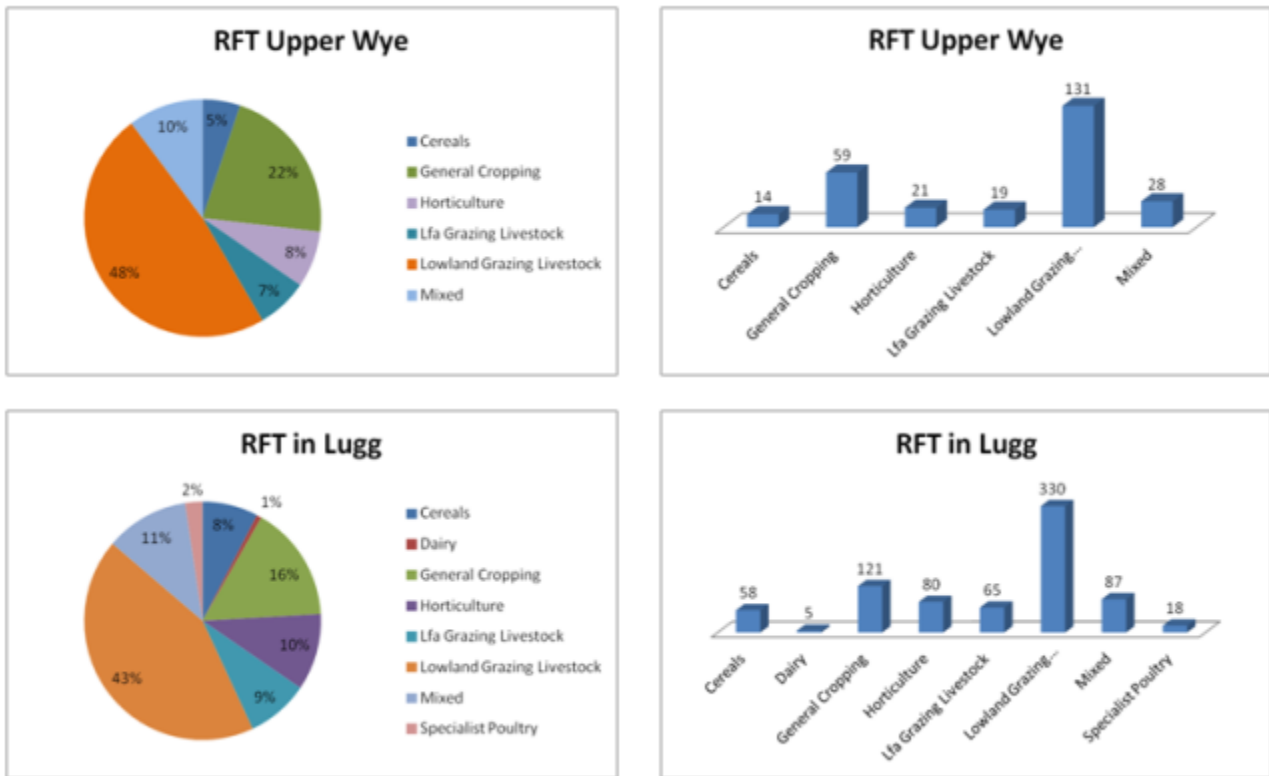 RFT Upper Wye
5%
22%
8%
7%
48%
10%
Cereals
General Cropping
Horticulture
Lfa Grazing Livestock
Lowland Grazing Livestock
Mixed
RFT Upper Wye
14
59
21
19
131
28
Cereals
General Cropping
Horticulture
Lfa Grazing Livestock
Lowland Grazing...
Mixed
RFT in Lugg
8%
1%
16%
10%
9%
43%
11%
2%
Cereals
Dairy
General Cropping
Horticulture
Lfa Grazing Livestock
Lowland Grazing Livestock
Mixed
Specialist Poultry
RFT in Lugg
58
5
121
80
65
330
87
18
Cereals
Dairy
General Cropping
Horticulture
Lfa Grazing Livestock
Lowland Grazing...
Mixed
Specialist Poultry